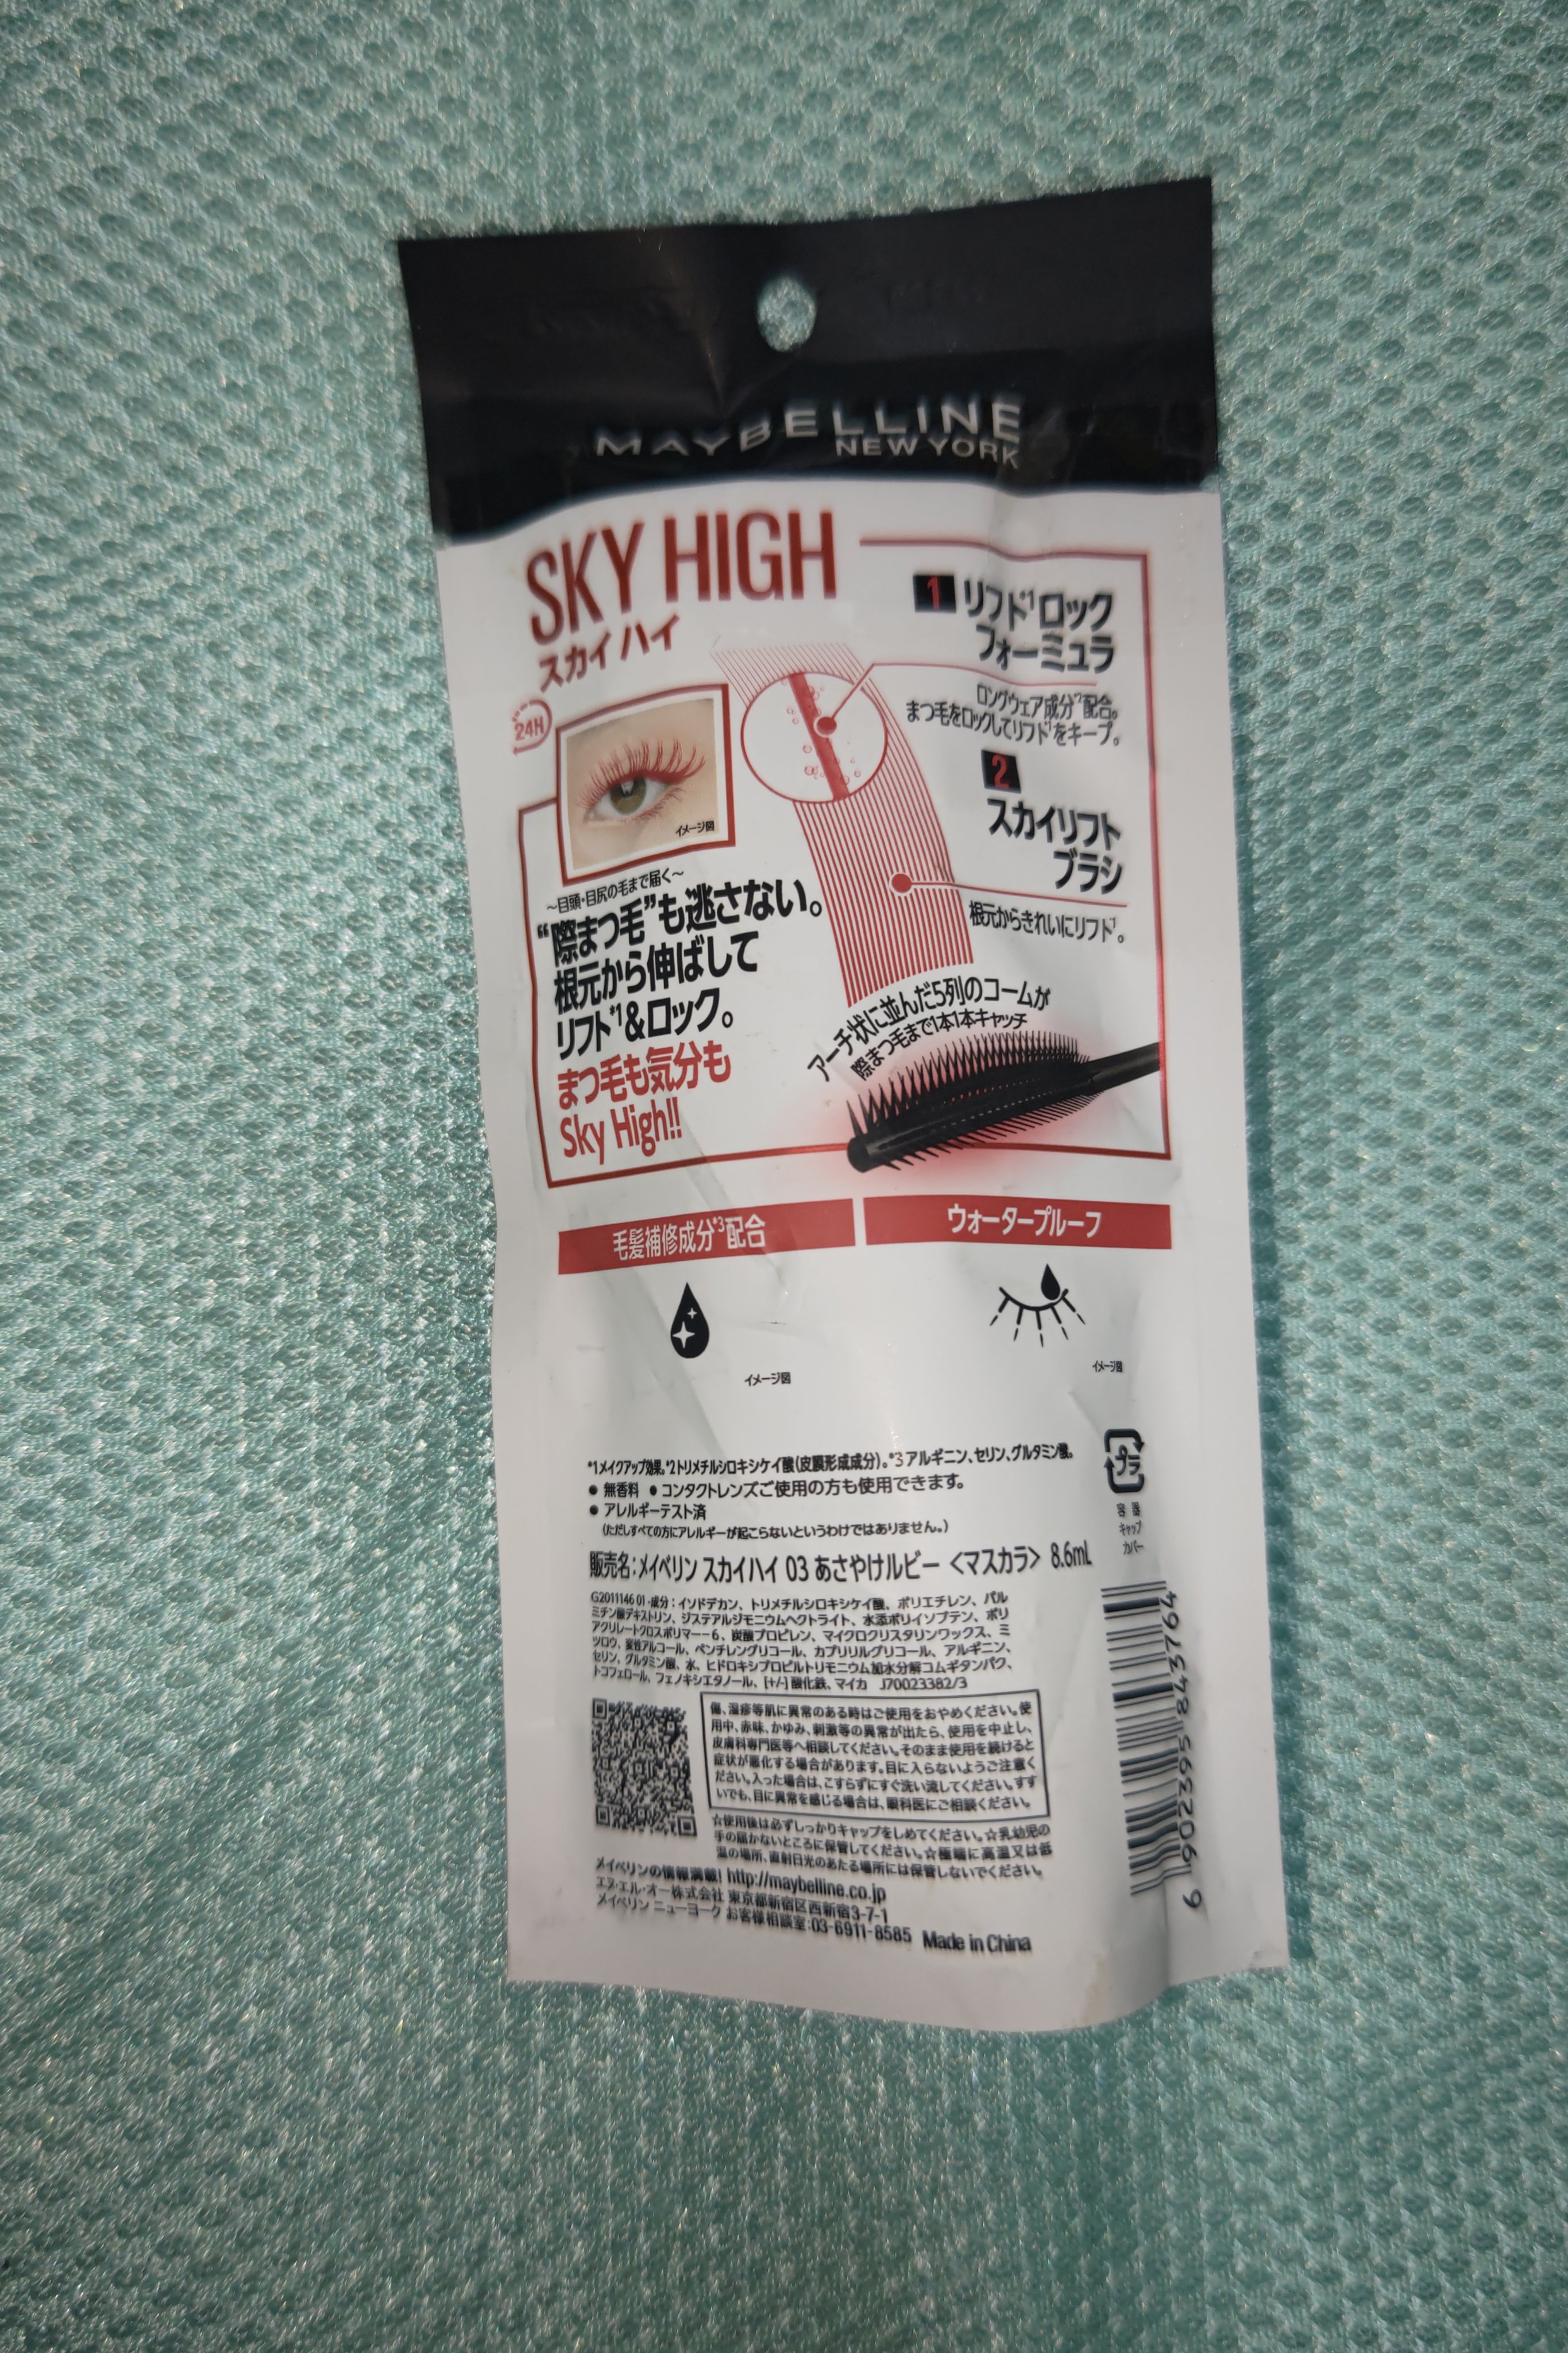 MAYBELLINE
NEW YORK
SKY HIGH
スカイ ハイ
24H
イメージ図
～目頭・目尻の毛まで届く～
“際まつ毛”も逃さない。
根元から伸ばして
リフト*1&ロック。
まつ毛も気分も
Sky High!!
1 リフト*1ロック
フォーミュラ
ロングウェア成分*2配合。
まつ毛をロックしてリフト*1をキープ。
2
スカイリフト
ブラシ
根元からきれいにリフト*1。
アーチ状に並んだ5列のコームが
際まつ毛まで1本1本キャッチ
毛髪補修成分*3配合
イメージ図
ウォータープルーフ
イメージ図
*1メイクアップ効果。*2トリメチルシロキシケイ酸(皮膜形成成分)。*3アルギニン、セリン、グルタミン酸。
● 無香料 ● コンタクトレンズご使用の方も使用できます。
● アレルギーテスト済
(ただしすべての方にアレルギーが起こらないというわけではありません。)
販売名:メイベリン スカイハイ 03 あさやけルビー <マスカラ> 8.6mL
G2011146 01 -成分:イソドデカン、トリメチルシロキシケイ酸、ポリエチレン、パル
ミチン酸デキストリン、ジステアルジモニウムヘクトライト、水添ポリイソブテン、ポリ
アクリレートクロスポリマー-6、炭酸プロピレン、マイクロクリスタリンワックス、ミ
ツロウ、変性アルコール、ペンチレングリコール、カプリリルグリコール、アルギニン、
セリン、グルタミン酸、水、ヒドロキシプロピルトリモニウム加水分解コムギタンパク、
トコフェロール、フェノキシエタノール、[+/-]酸化鉄、マイカ J70023382/3
傷、湿疹等肌に異常のある時はご使用をおやめください。使
用中、赤味、かゆみ、刺激等の異常が出たら、使用を中止し、
皮膚科専門医等へ相談してください。そのまま使用を続けると
症状が悪化する場合があります。目に入らないようご注意く
ださい。入った場合は、こすらずにすぐ洗い流してください。すす
いでも、目に異常を感じる場合は、眼科医にご相談ください。
☆使用後は必ずしっかりキャップをしめてください。☆乳幼児の
手の届かないところに保管してください。☆極端に高温又は低
温の場所、直射日光のあたる場所には保管しないでください。
メイベリンの情報満載! http://maybelline.co.jp
エヌ・エル・オー株式会社 東京都新宿区西新宿3-7-1
メイベリン ニューヨーク お客様相談室:03-6911-8585 Made in China
プラ
容器
キャップ
カバー
6 902395 843764